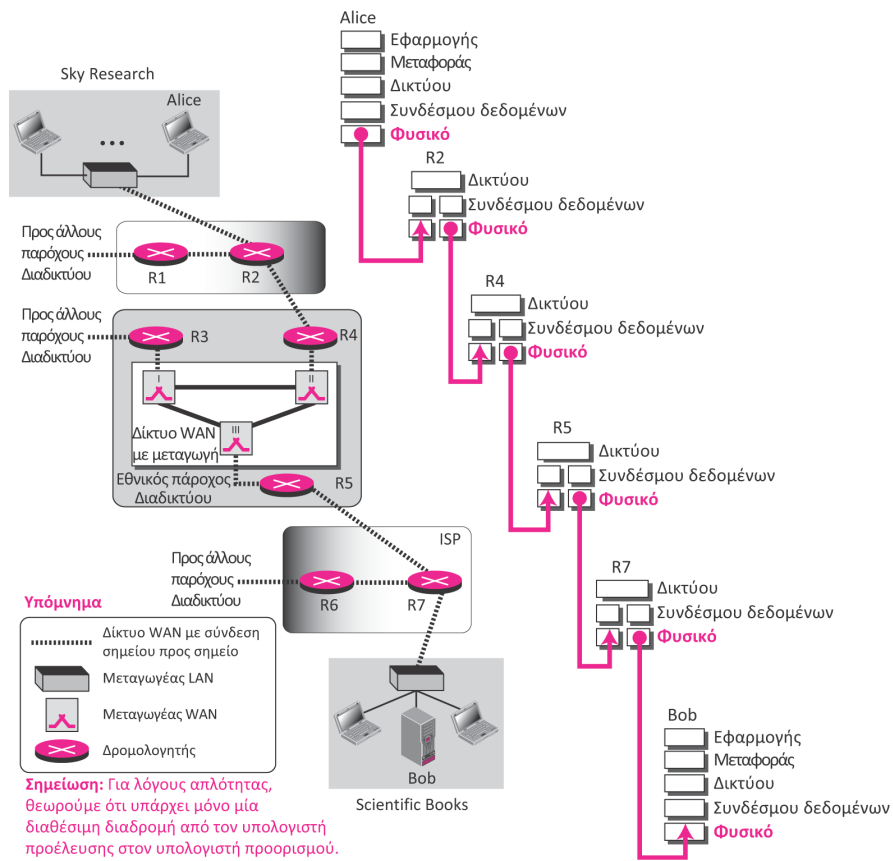 Sky Research
Alice
Προς άλλους
παρόχους
Διαδικτύου
R1
R2
Προς άλλους
παρόχους
Διαδικτύου
R3
R4
I
II
III
Δίκτυο WAN
με μεταγωγή
Εθνικός πάροχος
Διαδικτύου
R5
ISP
Προς άλλους
παρόχους
Διαδικτύου
R6
R7
Bob
Scientific Books
Υπόμνημα
Δίκτυο WAN με σύνδεση
σημείου προς σημείο
Μεταγωγέας LAN
Μεταγωγέας WAN
Δρομολογητής
Σημείωση: Για λόγους απλότητας,
θεωρούμε ότι υπάρχει μόνο μία
διαθέσιμη διαδρομή από τον υπολογιστή
προέλευσης στον υπολογιστή προορισμού.
Alice
Εφαρμογής
Μεταφοράς
Δικτύου
Συνδέσμου δεδομένων
Φυσικό
R2
Δικτύου
Συνδέσμου δεδομένων
Φυσικό
R4
Δικτύου
Συνδέσμου δεδομένων
Φυσικό
R5
Δικτύου
Συνδέσμου δεδομένων
Φυσικό
R7
Δικτύου
Συνδέσμου δεδομένων
Φυσικό
Bob
Εφαρμογής
Μεταφοράς
Δικτύου
Συνδέσμου δεδομένων
Φυσικό